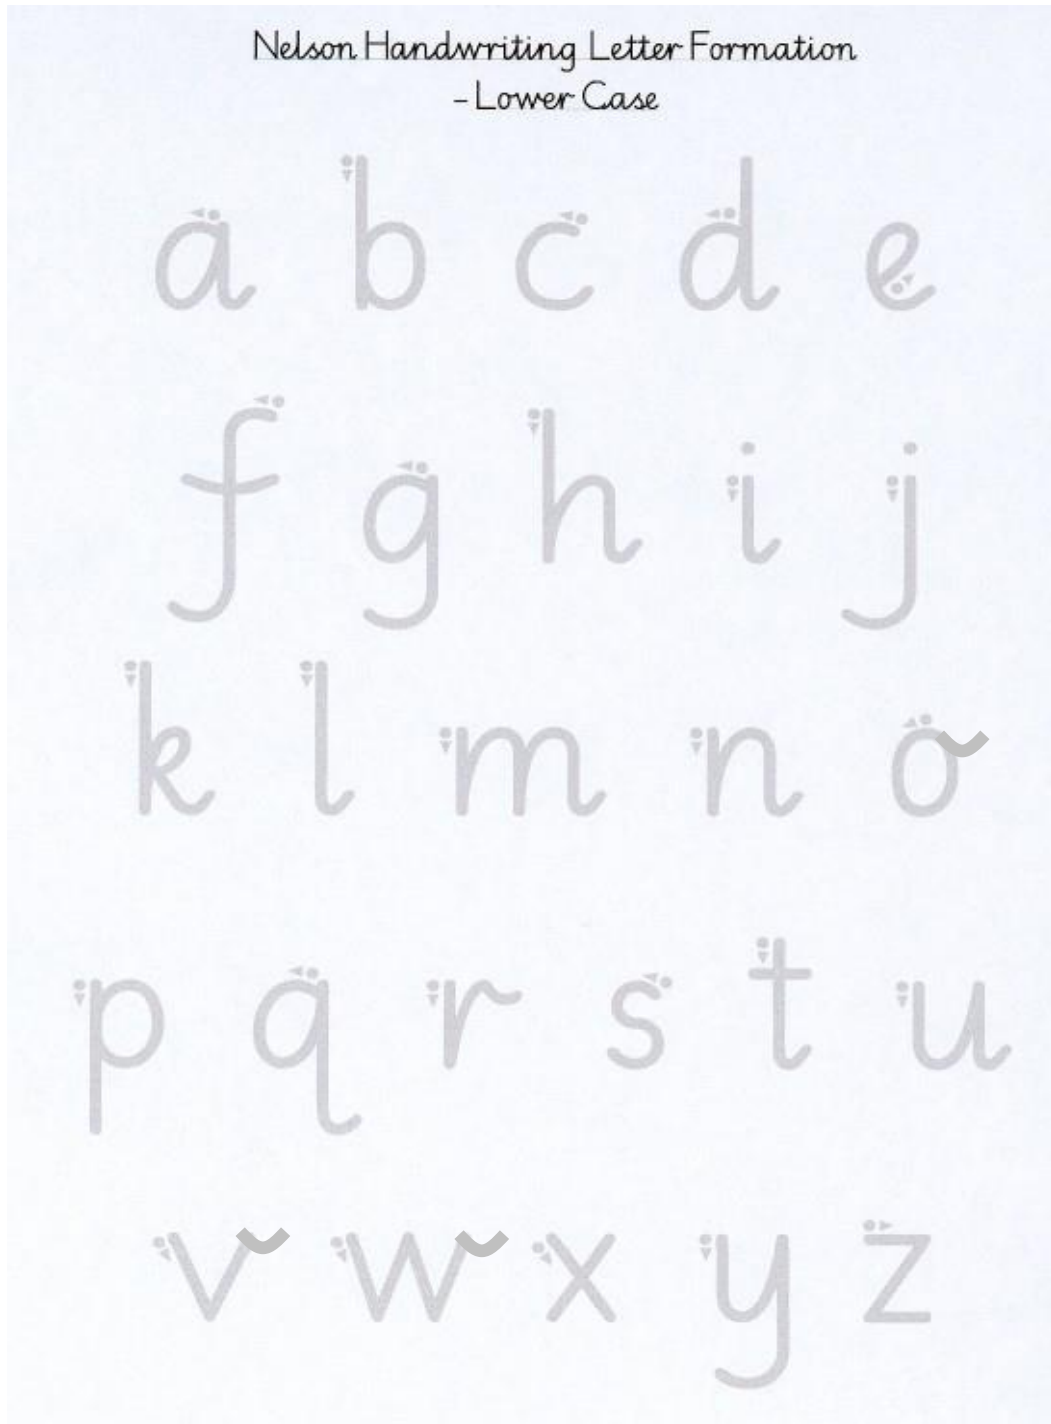 Nelson Handwriting Letter Formation
- Lower Case
a b c d e
f g h i j
k l m n o
p q r s t u
v w x y z